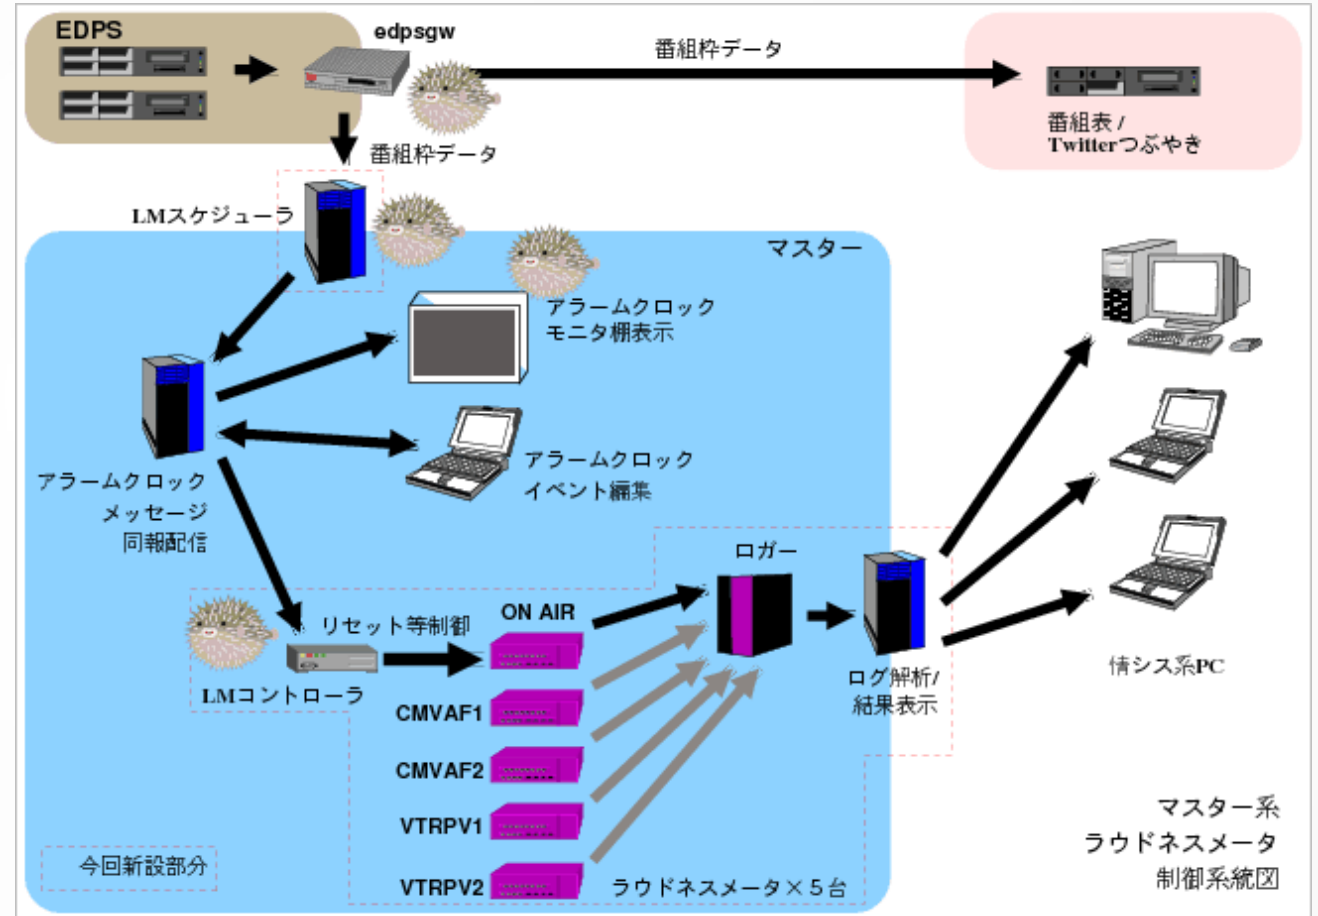 EDPS
edpsgw
番組枠データ
番組表 /
Twitterつぶやき
番組枠データ
LMスケジューラ
マスター
アラームクロック
モニタ棚表示
アラームクロック
メッセージ
同報配信
アラームクロック
イベント編集
ロガー
ON AIR
リセット等制御
LMコントローラ
ログ解析/
結果表示
情シス系PC
CMVAF1
CMVAF2
VTRPV1
VTRPV2
ラウドネスメータ×５台
今回新設部分
マスター系
ラウドネスメータ
制御系統図